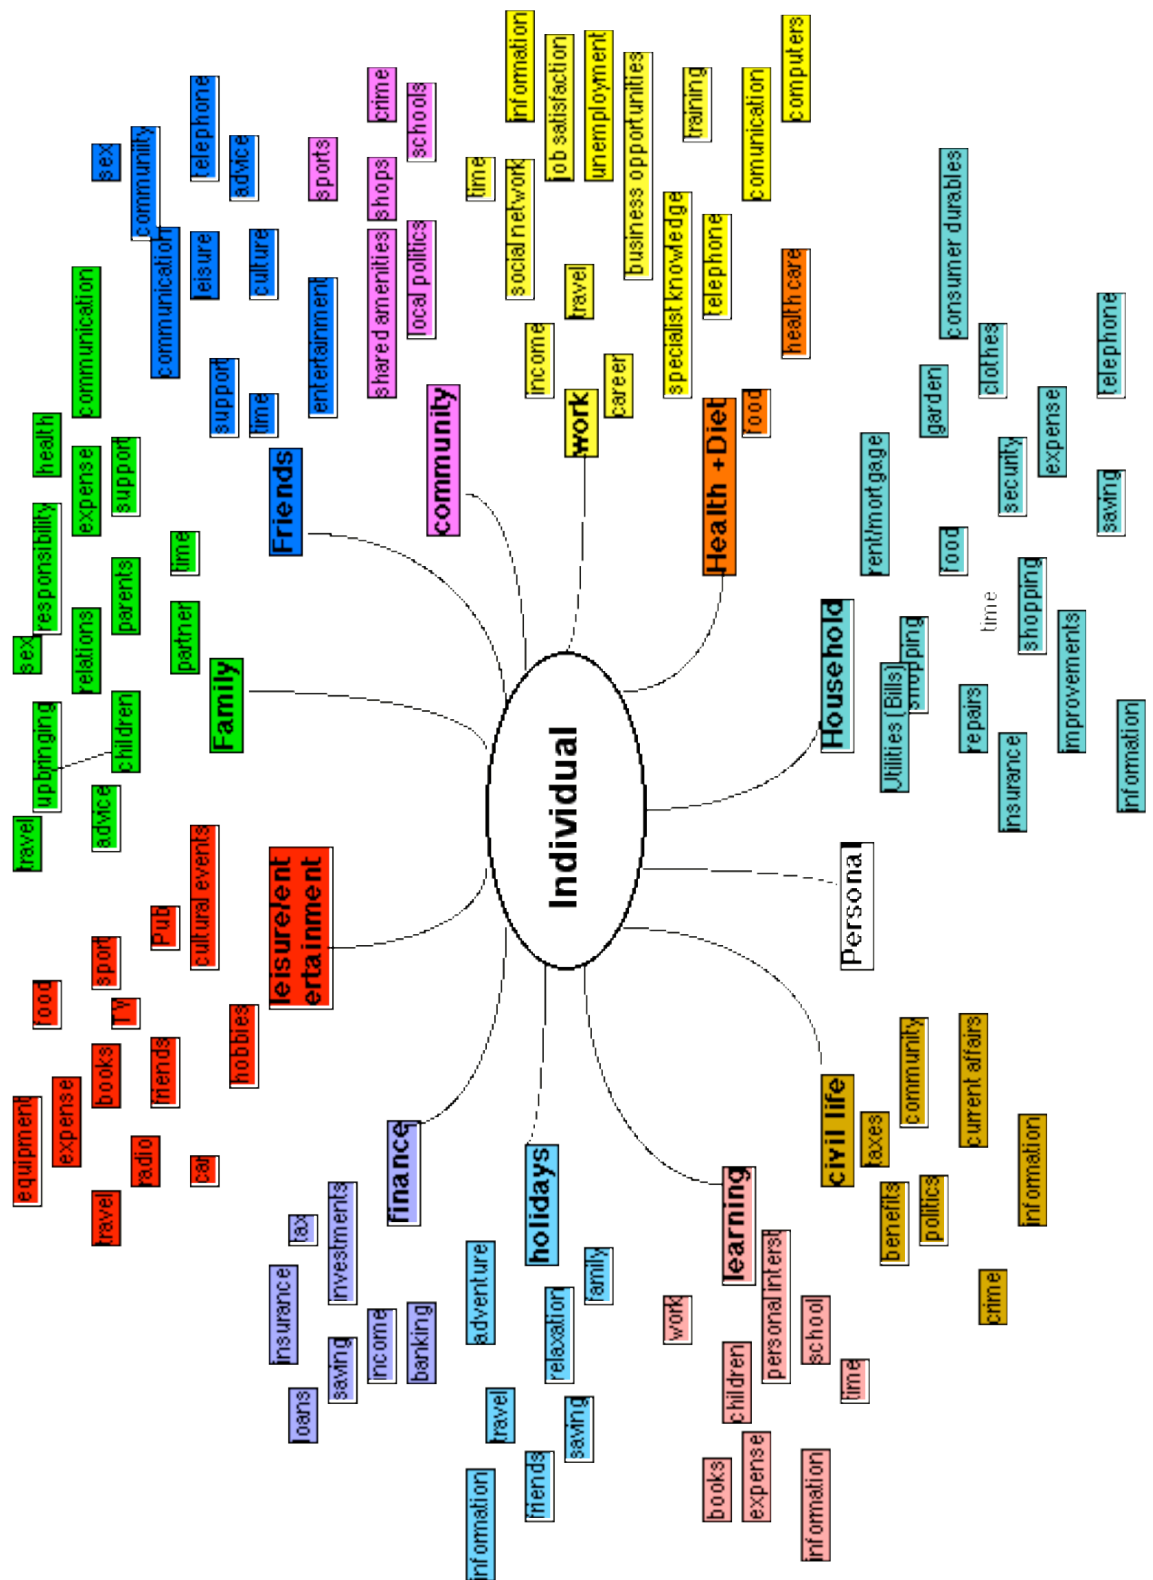 Individual
Family
partner
time
children
parents
relations
advice
support
expense
communication
upbringing
responsibility
health
sex
travel
Friends
time
support
entertainment
culture
leisure
communication
communiity
advice
telephone
sex
community
shared amenities
local politics
shops
sports
schools
crime
work
income
career
travel
social network
time
information
job satisfaction
unemployment
business opportunities
specialist knowledge
telephone
training
comunication
computers
Health +Diet
food
health care
Household
Utilities (Bills)
shopping
rent/mortgage
garden
food
consumer durables
repairs
time
clothes
security
insurance
shopping
expense
improvements
telephone
saving
information
Personal
civil life
taxes
benefits
community
politics
current affairs
crime
information
learning
work
personal interst
children
school
time
books
expense
information
holidays
adventure
family
relaxation
travel
saving
friends
information
finance
tax
investments
insurance
income
banking
saving
loans
leisure/ent
ertainment
cultural events
Pub
sport
hobbies
TV
food
friends
books
expense
equipment
radio
car
travel